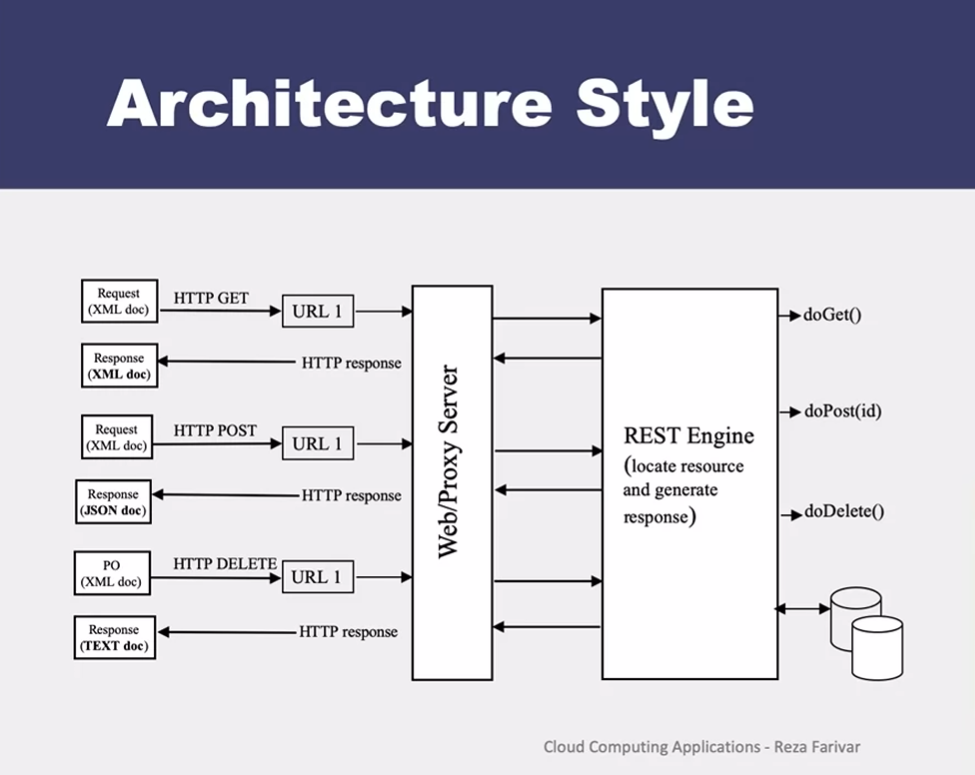 Architecture Style
Request
(XML doc)
HTTP GET
URL 1
Response
(XML doc)
HTTP response
Request
(XML doc)
HTTP POST
URL 1
Response
(JSON doc)
HTTP response
PO
(XML doc)
HTTP DELETE
URL 1
Response
(TEXT doc)
HTTP response
Web/Proxy Server
REST Engine
(locate resource
and generate
response)
doGet()
doPost(id)
doDelete()
Cloud Computing Applications - Reza Farivar